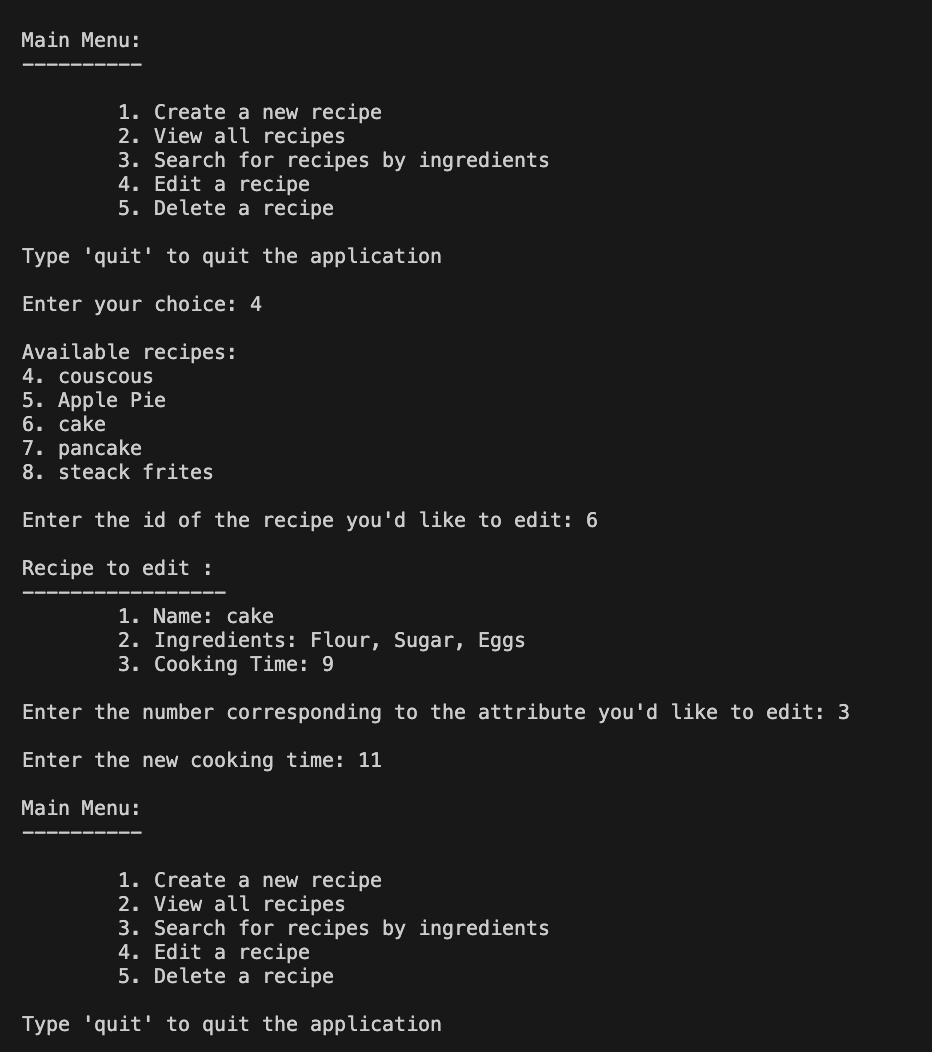 Main Menu:
----------
1. Create a new recipe
2. View all recipes
3. Search for recipes by ingredients
4. Edit a recipe
5. Delete a recipe
Type 'quit' to quit the application
Enter your choice: 4
Available recipes:
4. couscous
5. Apple Pie
6. cake
7. pancake
8. steack frites
Enter the id of the recipe you'd like to edit: 6
Recipe to edit :
-----------------
1. Name: cake
2. Ingredients: Flour, Sugar, Eggs
3. Cooking Time: 9
Enter the number corresponding to the attribute you'd like to edit: 3
Enter the new cooking time: 11
Main Menu:
----------
1. Create a new recipe
2. View all recipes
3. Search for recipes by ingredients
4. Edit a recipe
5. Delete a recipe
Type 'quit' to quit the application